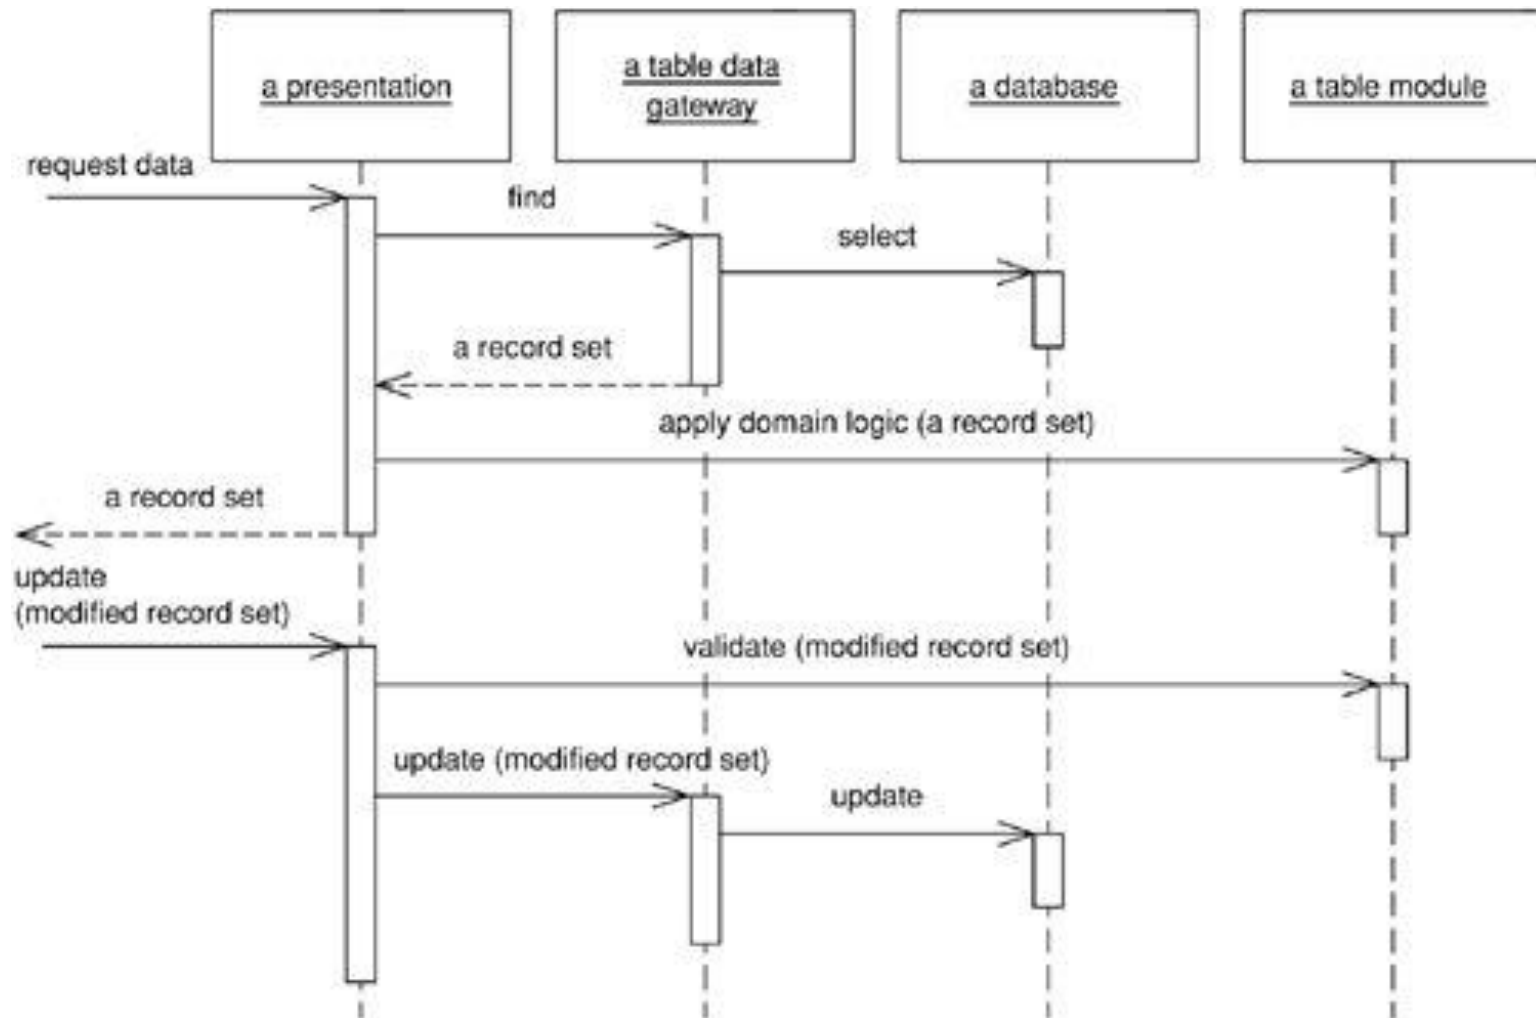 a presentation
a table data
gateway
a database
a table module
request data
find
select
a record set
apply domain logic (a record set)
a record set
update
(modified record set)
validate (modified record set)
update (modified record set)
update